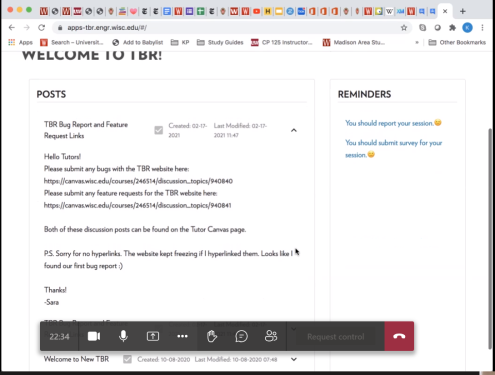 apps-tbr.engr.wisc.edu/#/
Apps
Search – Universit...
Add to Babylist
KP
Study Guides
CP 125 Instructor...
Madison Area Stu...
»
Other Bookmarks
WELCOME TO TBR!
POSTS
TBR Bug Report and Feature
Request Links
Created: 02-17-
2021
Last Modified: 02-17-
2021 11:47
Hello Tutors!
Please submit any bugs with the TBR website here:
https://canvas.wisc.edu/courses/246514/discussion_topics/940840
Please submit any feature requests for the TBR website here:
https://canvas.wisc.edu/courses/246514/discussion_topics/940841
Both of these discussion posts can be found on the Tutor Canvas page.
P.S. Sorry for no hyperlinks. The website kept freezing if I hyperlinked them. Looks like I
found our first bug report :)
Thanks!
-Sara
22:34
Request control
Welcome to New TBR
Created: 10-08-2020 Last Modified: 10-08-2020 07:48
REMINDERS
You should report your session.
You should submit survey for your
session.